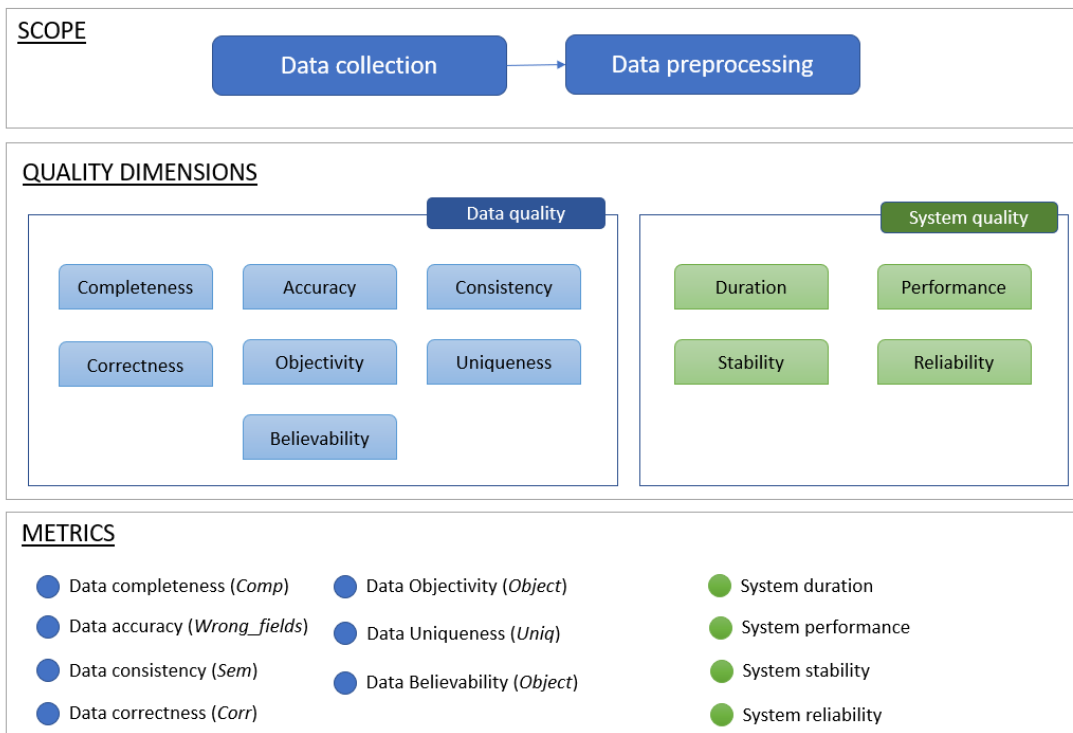 SCOPE
Data collection
Data preprocessing
QUALITY DIMENSIONS
Data quality
System quality
Completeness
Accuracy
Consistency
Duration
Performance
Correctness
Objectivity
Uniqueness
Stability
Reliability
Believability
METRICS
Data completeness (Comp)
Data accuracy (Wrong_fields)
Data consistency (Sem)
Data correctness (Corr)
Data Objectivity (Object)
Data Uniqueness (Uniq)
Data Believability (Object)
System duration
System performance
System stability
System reliability